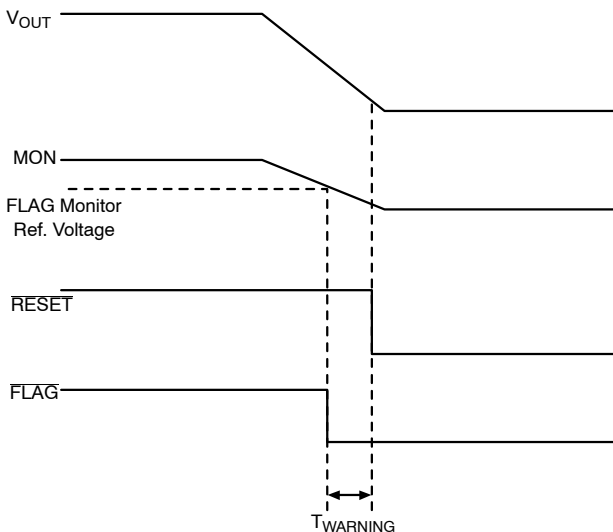 VOUT
MON
FLAG Monitor
Ref. Voltage
RESET
FLAG
TWARNING